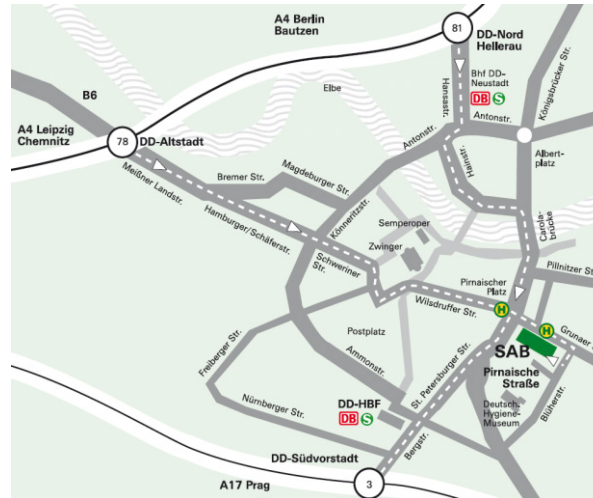 A4 Berlin
Bautzen
81
DD-Nord
Hellerau
B6
Elbe
Hansastr.
Bhf DD-
Neustadt
DB S
Königsbrücker Str.
A4 Leipzig
Chemnitz
78
DD-Altstadt
Antonstr.
Antonstr.
Albert-
platz
Hainstr.
Meißner Landstr.
Bremer Str.
Magdeburger Str.
Hamburger/Schäferstr.
Könneritzstr.
Semperoper
Zwinger
Carola-
brücke
Schweriner
Str.
Pillnitzer Str.
Pirnaischer
Platz
Wilsdruffer Str.
H
H
Grunaer
SAB
Pirnaische
Straße
Postplatz
Freiberger Str.
Ammonstr.
St. Petersburger Str.
Deutsch.
Hygiene-
Museum
Blüherstr.
Nürnberger Str.
DD-HBF
DB S
Bergstr.
DD-Südvorstadt
A17 Prag
3